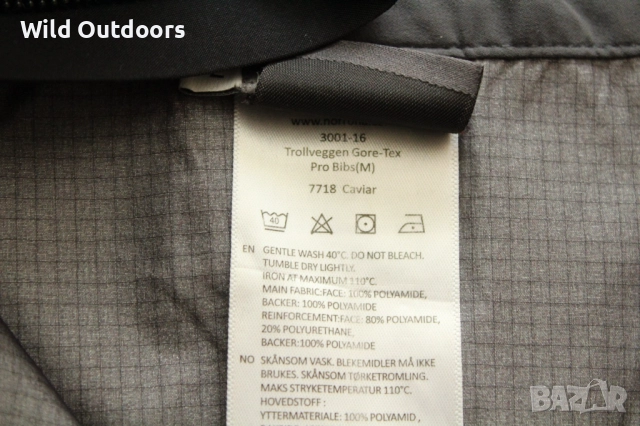 Wild Outdoors
3001-16
Trollveggen Gore-Tex
Pro Bibs(M)
7718 Caviar
40
EN GENTLE WASH 40°C. DO NOT BLEACH.
TUMBLE DRY LIGHTLY.
IRON AT MAXIMUM 110°C.
MAIN FABRIC:FACE: 100% POLYAMIDE,
BACKER: 100% POLYAMIDE
REINFORCEMENT:FACE: 80% POLYAMIDE,
20% POLYURETHANE,
BACKER:100% POLYAMIDE
NO SKÅNSOM VASK. BLEKEMIDLER MÅ IKKE
BRUKES. SKÅNSOM TØRKETROMLING.
MAKS STRYKETEMPERATUR 110°C.
HOVEDSTOFF :
YTTERMATERIALE: 100% POLYAMID ,
BAZAR